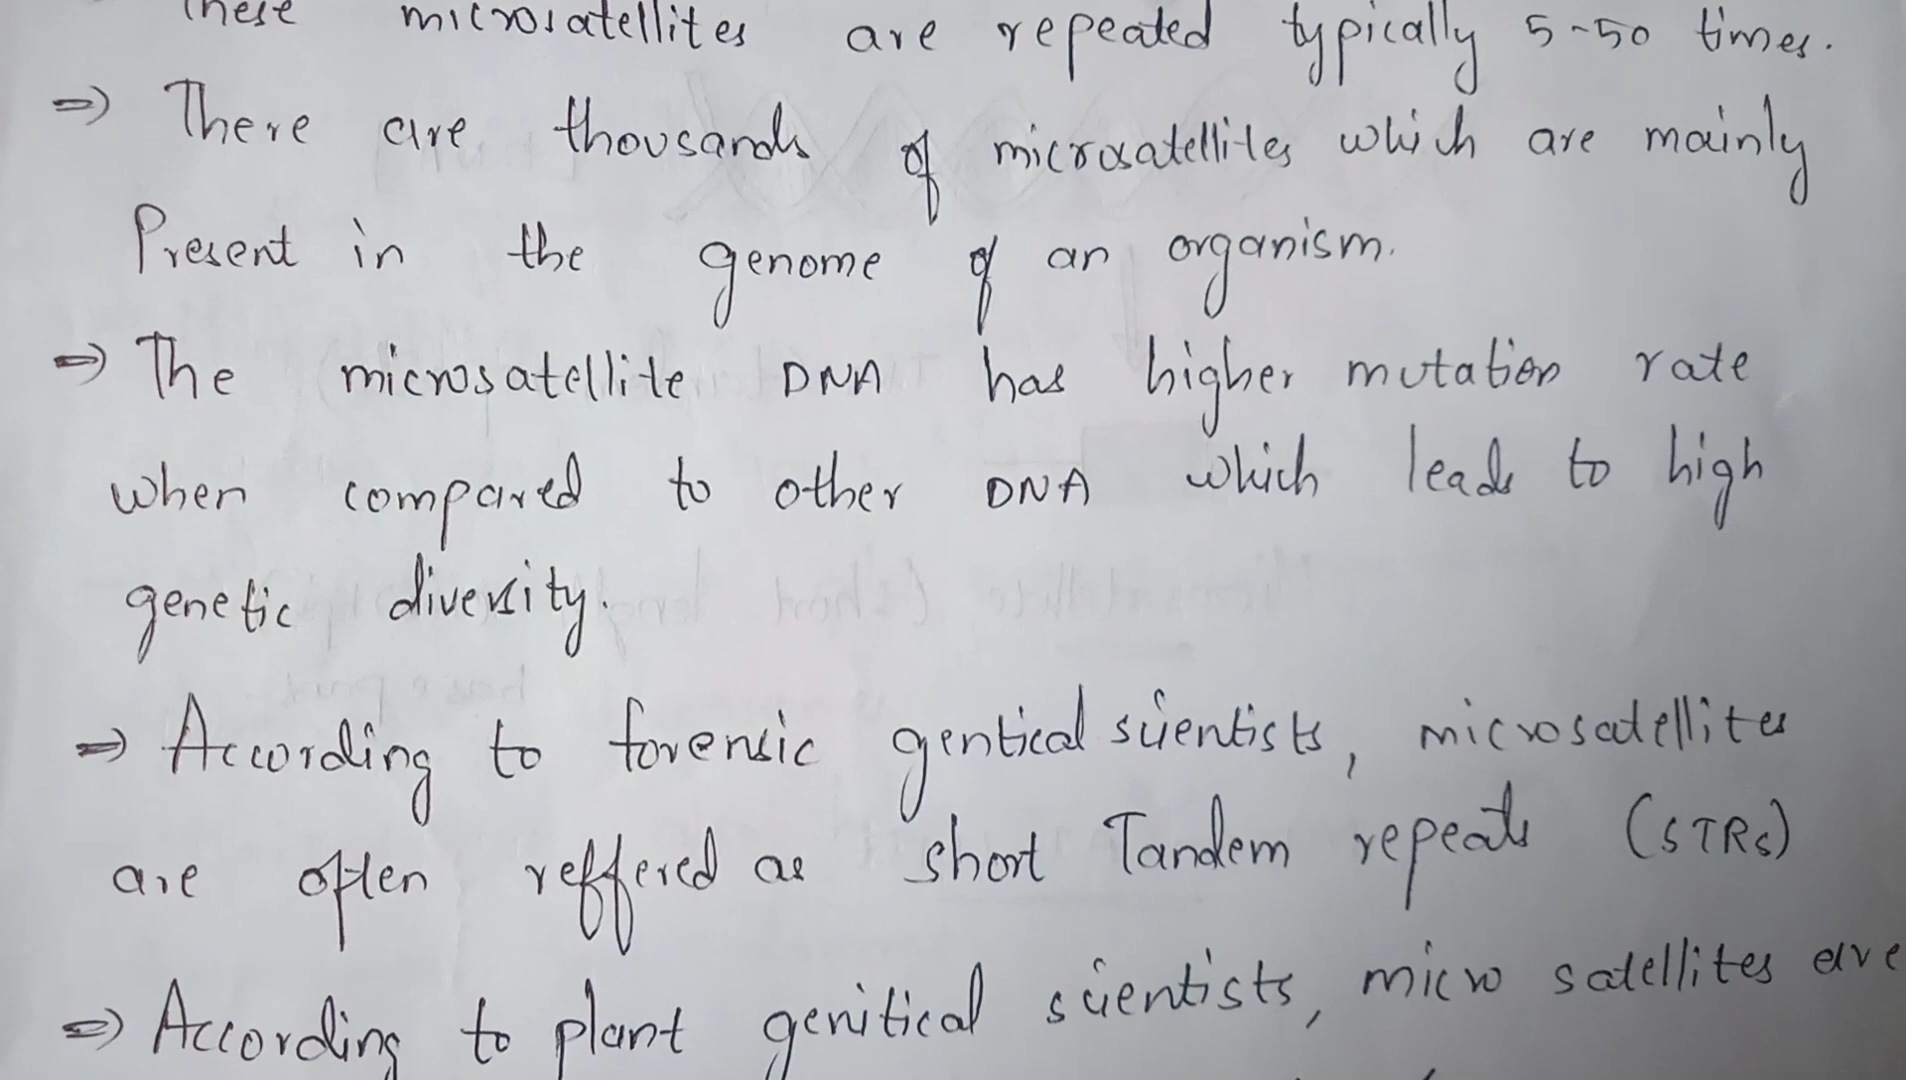 These microsatellites are repeated typically 5-50 times.
⇒ There are thousands of microsatellites which are mainly
Present in the genome of an organism.
⇒ The microsatellite DNA has higher mutation rate
when compared to other DNA which leads to high
genetic diversity.
⇒ According to forensic gentical scientists, microsatellites
are often reffered as short Tandem repeats (STRs)
⇒ According to plant genitical scientists, micro satellites are